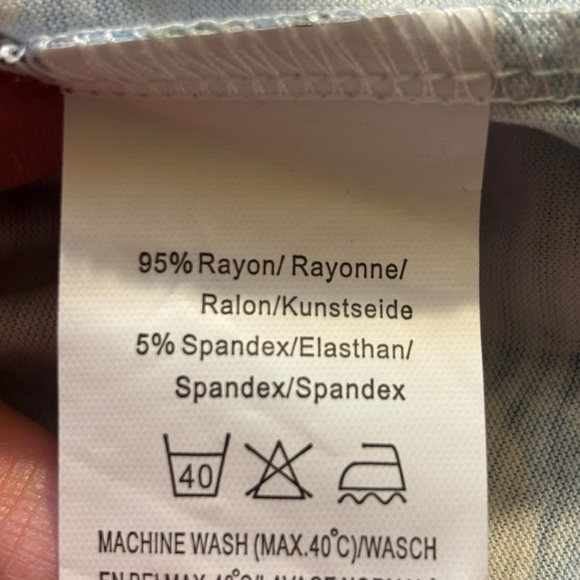 95% Rayon/ Rayonne/
Ralon/Kunstseide
5% Spandex/Elasthan/
Spandex/Spandex
40
MACHINE WASH (MAX.40°C)/WASCH